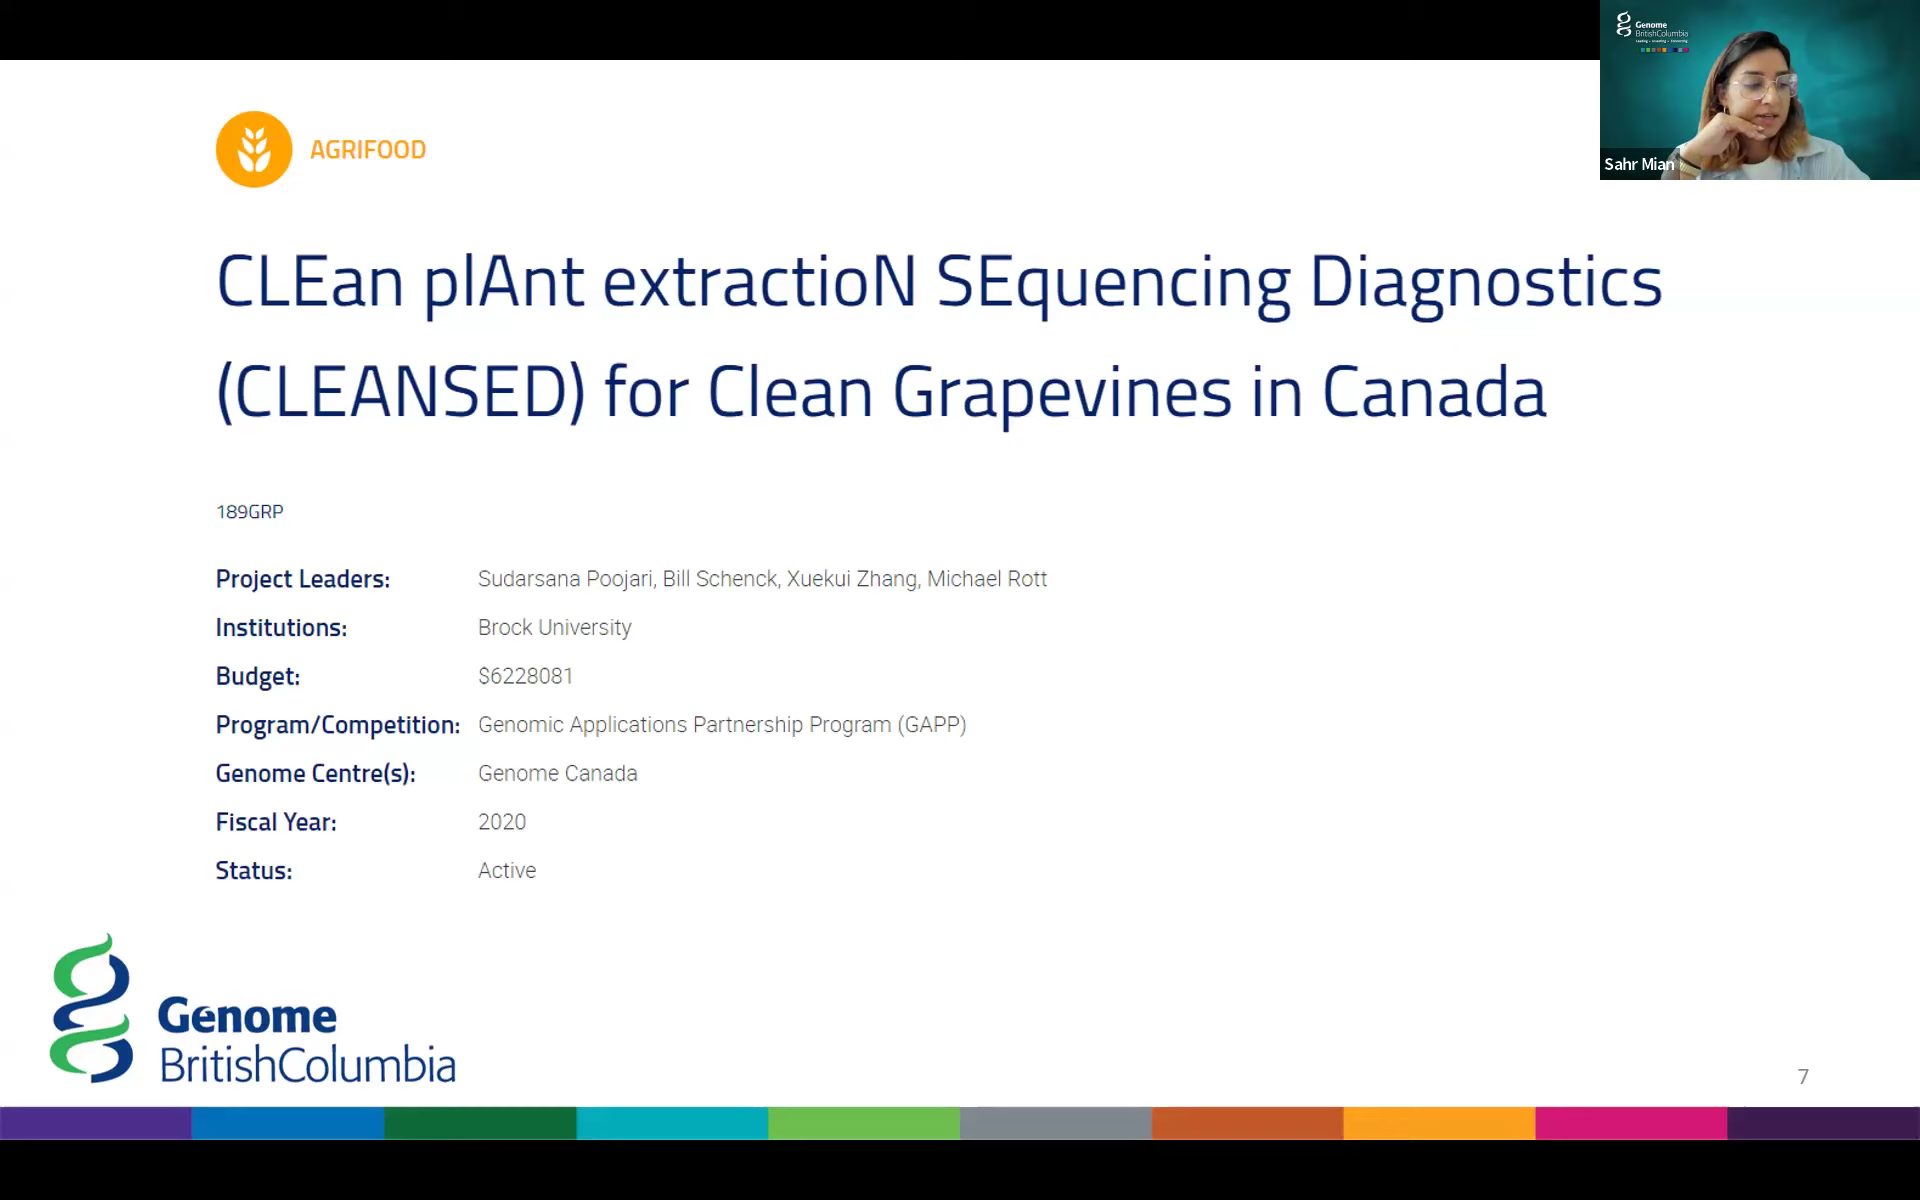 Genome
BritishColumbia
Sahr Mian
AGRIFOOD
CLEan plAnt extractioN SEquencing Diagnostics
(CLEANSED) for Clean Grapevines in Canada
189GRP
Project Leaders: Sudarsana Poojari, Bill Schenck, Xuekui Zhang, Michael Rott
Institutions: Brock University
Budget: $6228081
Program/Competition: Genomic Applications Partnership Program (GAPP)
Genome Centre(s): Genome Canada
Fiscal Year: 2020
Status: Active
Genome
BritishColumbia
7